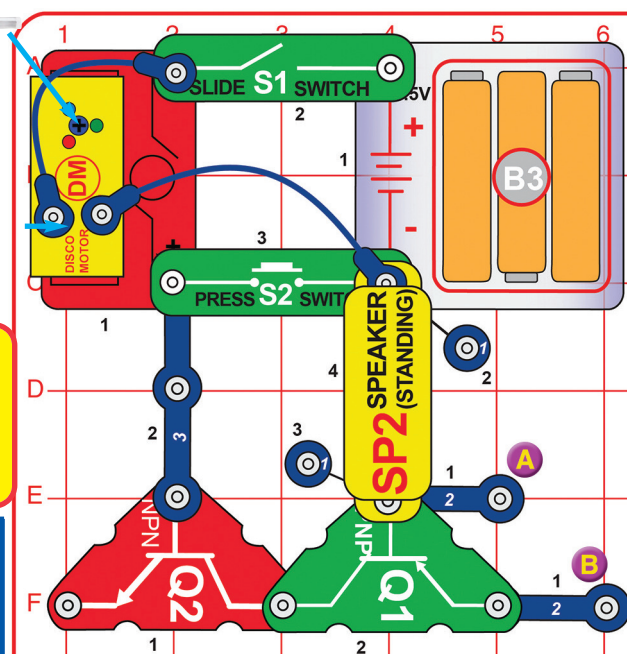 1 2 3 4 5 6
A
SLIDE S1 SWITCH
2
.5V
+
1
B3
+
DM
DISCO
MOTOR
-
3
+
C
PRESS S2 SWIT
1
SPEAKER
(STANDING)
SP2
1
2
4
D
2
3
3
1
A
1
2
E
NPN
NP
Q2
Q1
B
1
2
F
1
2